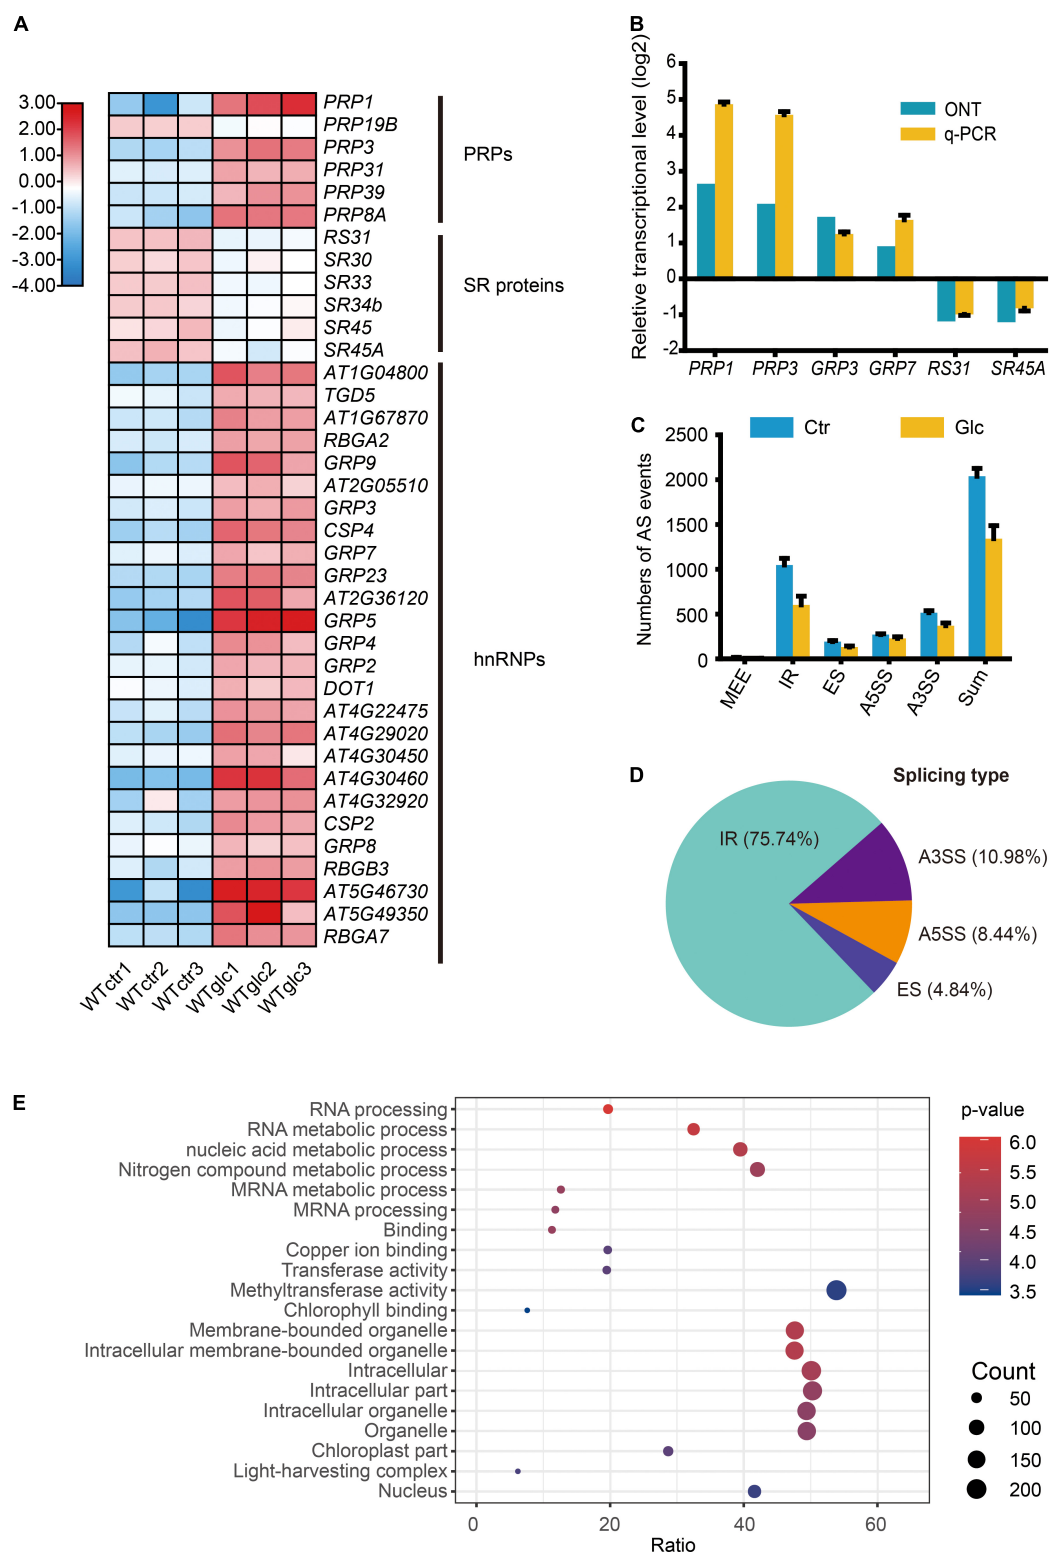 A
3.00
2.00
1.00
0.00
-1.00
-2.00
-3.00
-4.00
PRP1
PRP19B
PRP3
PRP31
PRP39
PRP8A
RS31
SR30
SR33
SR34b
SR45
SR45A
AT1G04800
TGD5
AT1G67870
RBGA2
GRP9
AT2G05510
GRP3
CSP4
GRP7
GRP23
AT2G36120
GRP5
GRP4
GRP2
DOT1
AT4G22475
AT4G29020
AT4G30450
AT4G30460
AT4G32920
CSP2
GRP8
RBGB3
AT5G46730
AT5G49350
RBGA7
PRPs
SR proteins
hnRNPs
WTctr1
WTctr2
WTctr3
WTglc1
WTglc2
WTglc3
B
Reletive transcriptional level (log2)
6
5
4
3
2
1
0
-1
-2
ONT
q-PCR
PRP1 PRP3 GRP3 GRP7 RS31 SR45A
C
Ctr Glc
Numbers of AS events
2500
2000
1500
1000
500
0
MEE
IR
ES
A5SS
A3SS
Sum
D
Splicing type
IR (75.74%)
A3SS (10.98%)
A5SS (8.44%)
ES (4.84%)
E
RNA processing
RNA metabolic process
nucleic acid metabolic process
Nitrogen compound metabolic process
MRNA metabolic process
MRNA processing
Binding
Copper ion binding
Transferase activity
Methyltransferase activity
Chlorophyll binding
Membrane-bounded organelle
Intracellular membrane-bounded organelle
Intracellular
Intracellular part
Intracellular organelle
Organelle
Chloroplast part
Light-harvesting complex
Nucleus
0 20 40 60
Ratio
p-value
6.0
5.5
5.0
4.5
4.0
3.5
Count
50
100
150
200